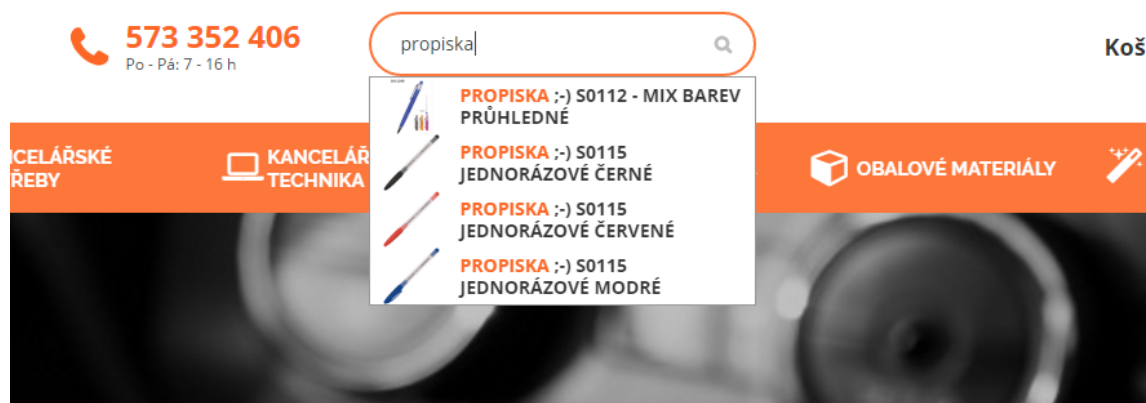 573 352 406
Po - Pá: 7 - 16 h
propiska
Koš
PROPISKA ;-) S0112 - MIX BAREV
PRŮHLEDNÉ
PROPISKA ;-) S0115
JEDNORÁZOVÉ ČERNÉ
PROPISKA ;-) S0115
JEDNORÁZOVÉ ČERVENÉ
PROPISKA ;-) S0115
JEDNORÁZOVÉ MODRÉ
CELÁŘSKÉ
ŘEBY
KANCELÁŘ
TECHNIKA
OBALOVÉ MATERIÁLY